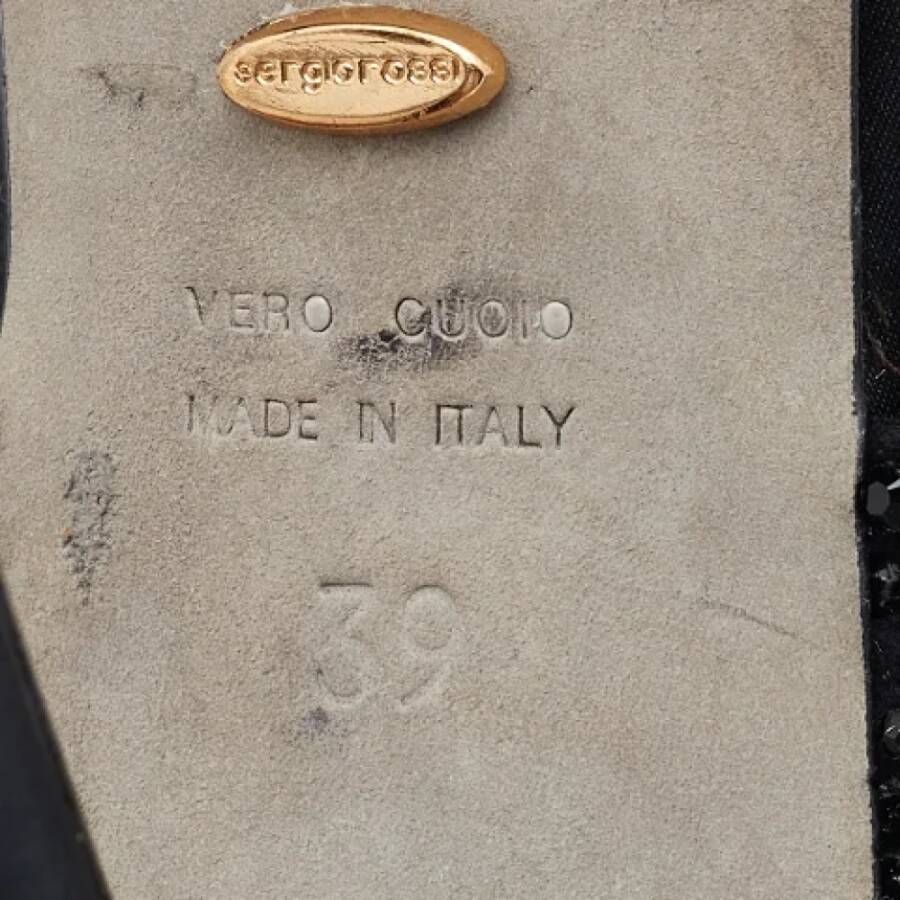 sergiorossi
VERO CUOIO
MADE IN ITALY
39